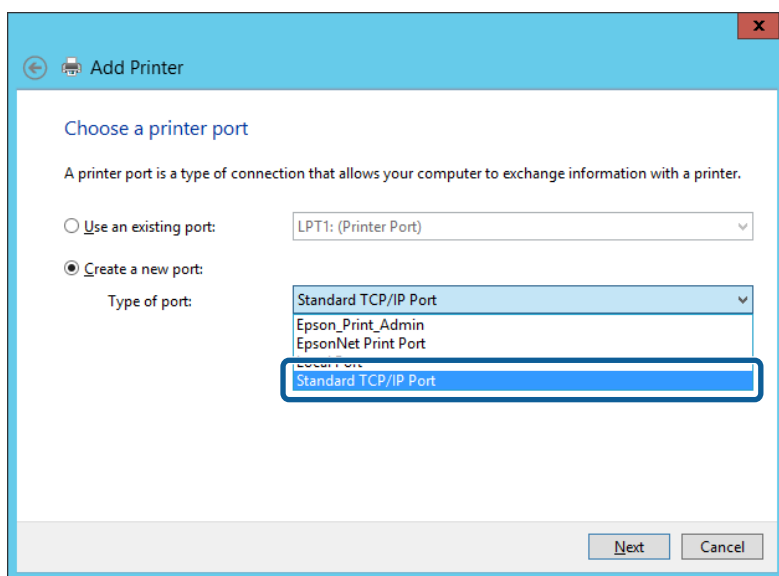 x
Add Printer
Choose a printer port
A printer port is a type of connection that allows your computer to exchange information with a printer.
Use an existing port: LPT1: (Printer Port)
Create a new port:
Type of port: Standard TCP/IP Port
Epson_Print_Admin
EpsonNet Print Port
Local Port
Standard TCP/IP Port
Next Cancel